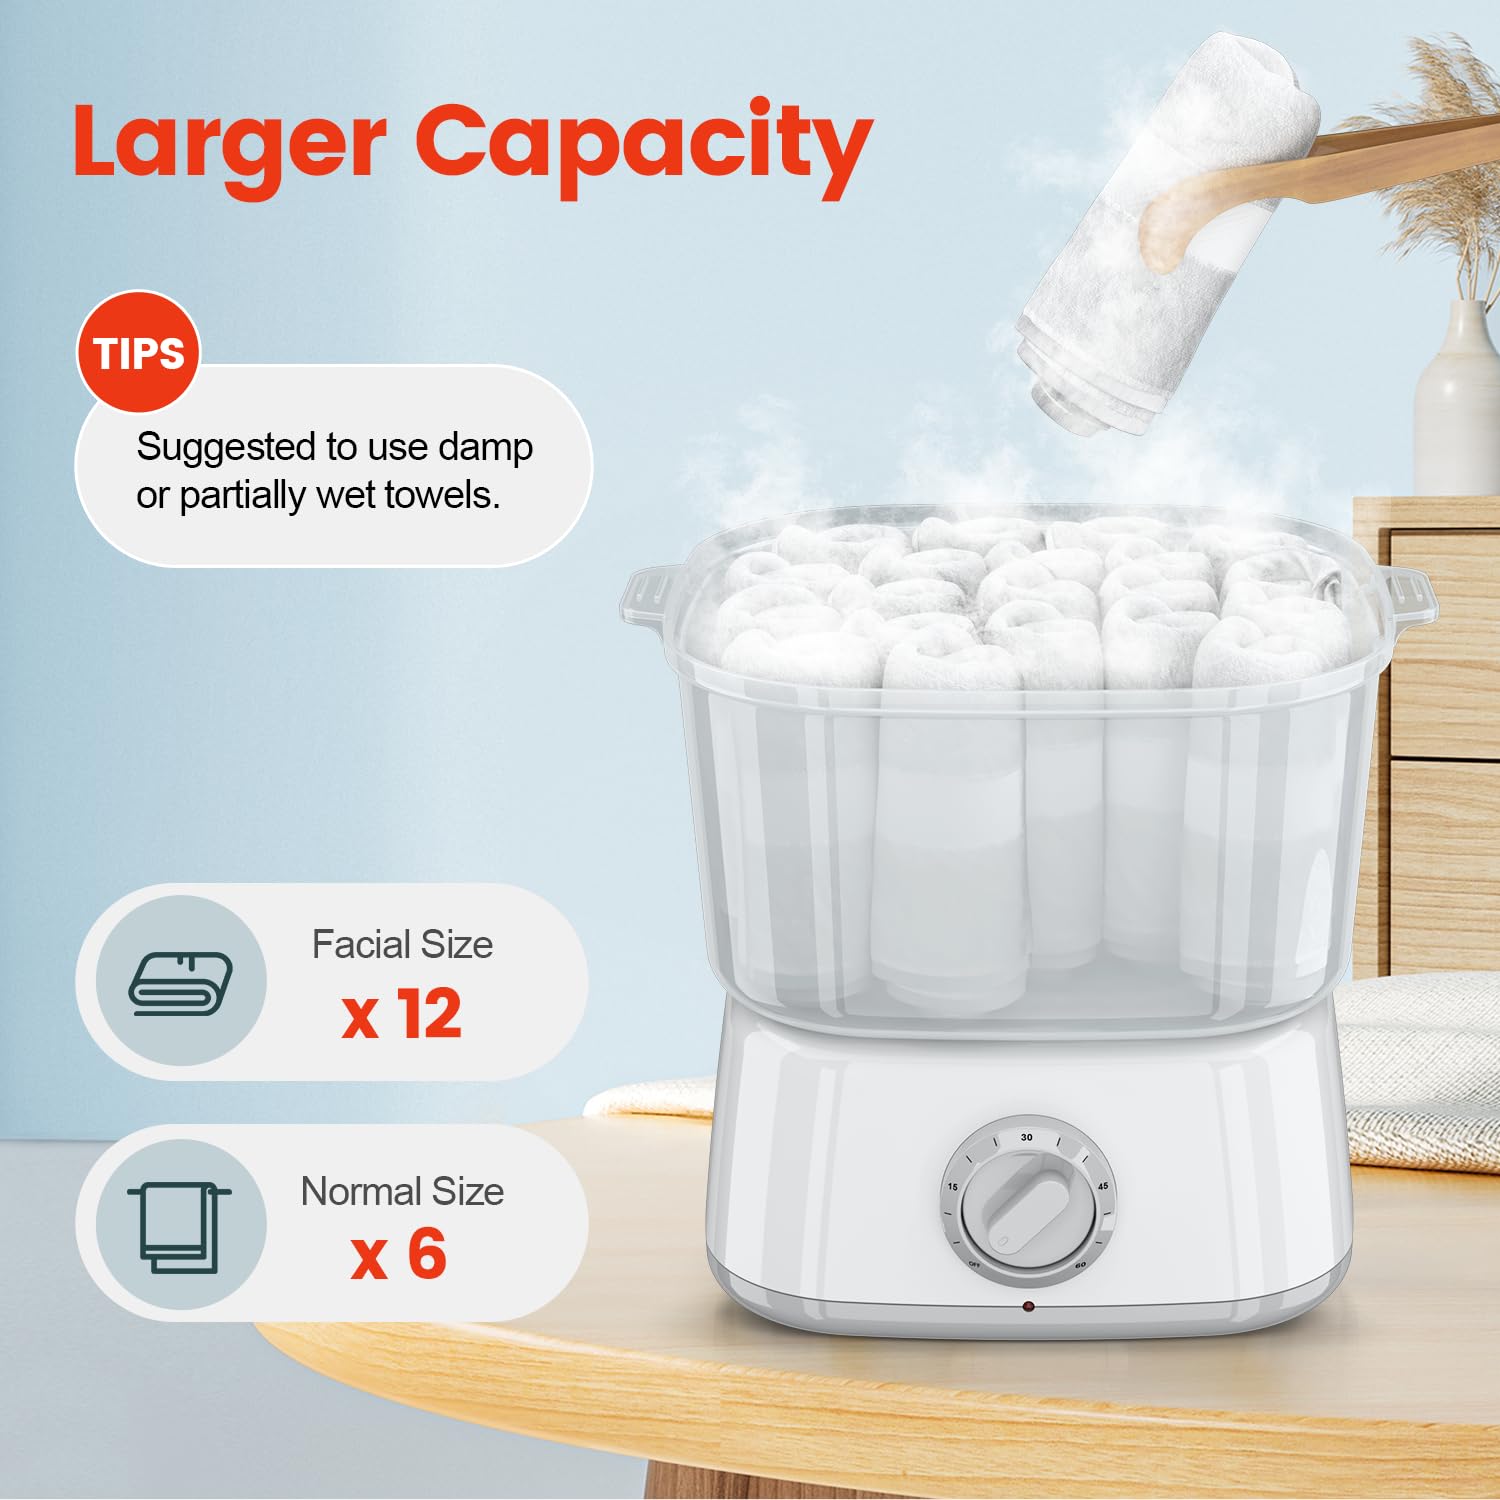 Larger Capacity
TIPS
Suggested to use damp
or partially wet towels.
Facial Size
x 12
Normal Size
x 6
30
15
45
OFF
60